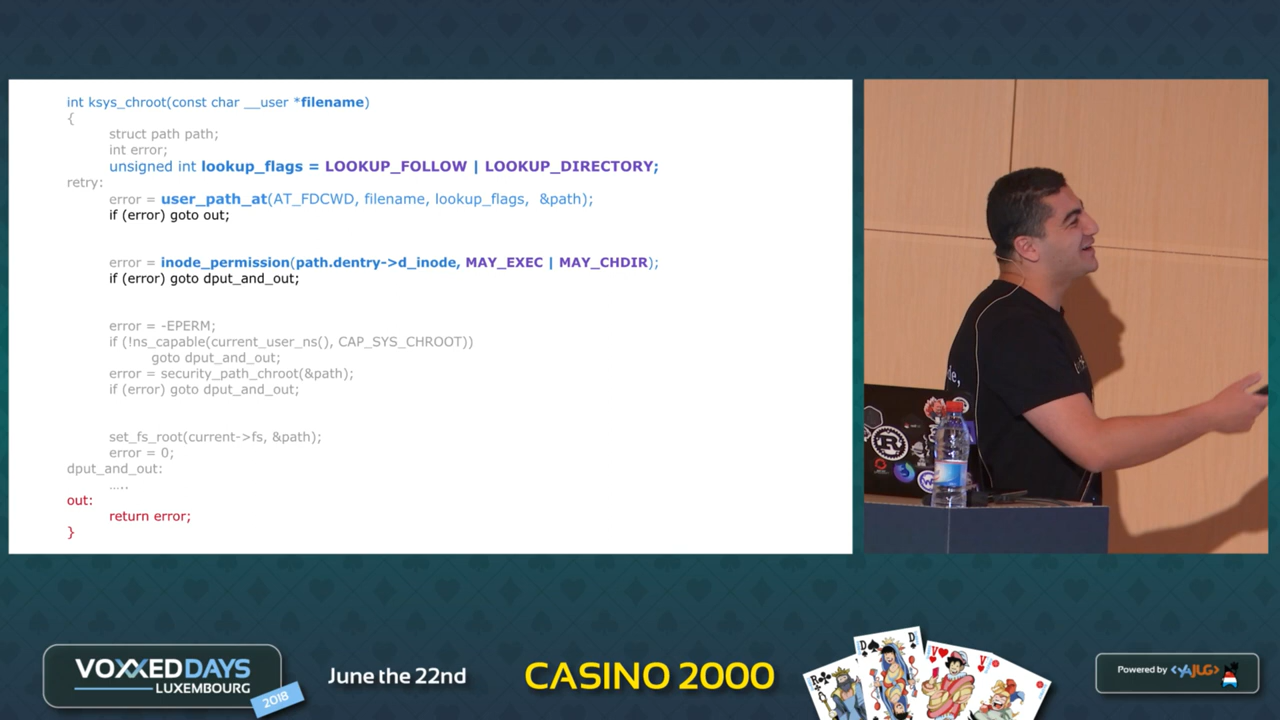 int ksys_chroot(const char __user *filename)
{
struct path path;
int error;
unsigned int lookup_flags = LOOKUP_FOLLOW | LOOKUP_DIRECTORY;
retry:
error = user_path_at(AT_FDCWD, filename, lookup_flags, &path);
if (error) goto out;
error = inode_permission(path.dentry->d_inode, MAY_EXEC | MAY_CHDIR);
if (error) goto dput_and_out;
error = -EPERM;
if (!ns_capable(current_user_ns(), CAP_SYS_CHROOT))
goto dput_and_out;
error = security_path_chroot(&path);
if (error) goto dput_and_out;
set_fs_root(current->fs, &path);
error = 0;
dput_and_out:
…..
out:
return error;
}
VOXXEDDAYS
LUXEMBOURG
2018
June the 22nd
CASINO 2000
D
D
R
V
V
Powered by <YAJUG>